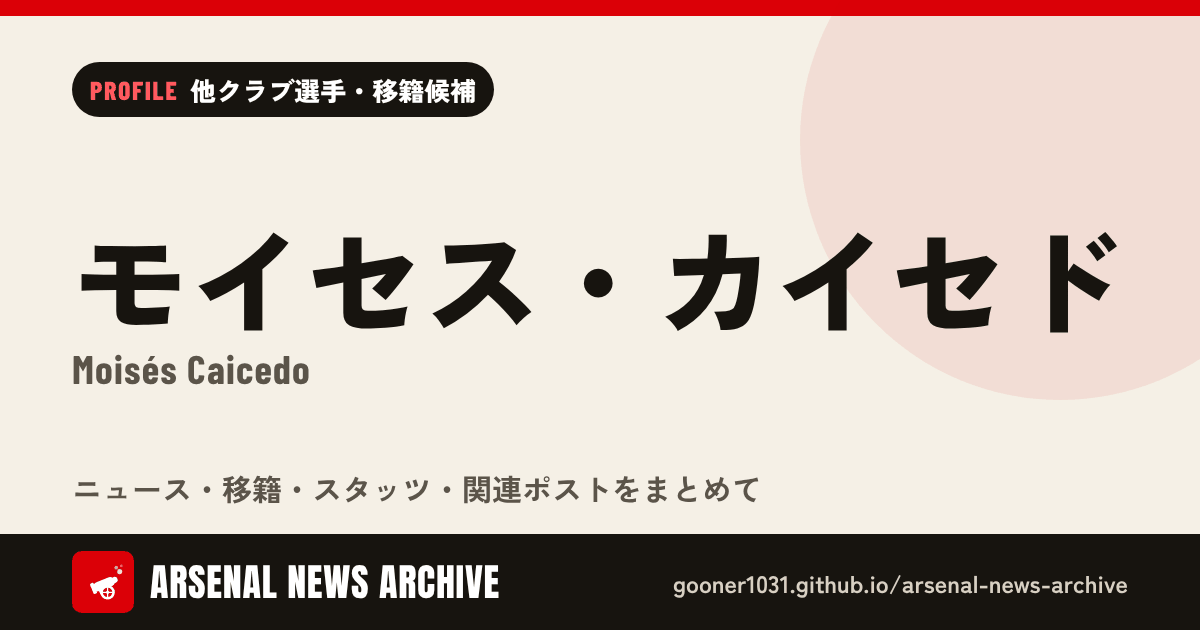 PROFILE 他クラブ選手・移籍候補
モイセス・カイセド
Moisés Caicedo
ニュース・移籍・スタッツ・関連ポストをまとめて
ARSENAL NEWS ARCHIVE
gooner1031.github.io/arsenal-news-archive